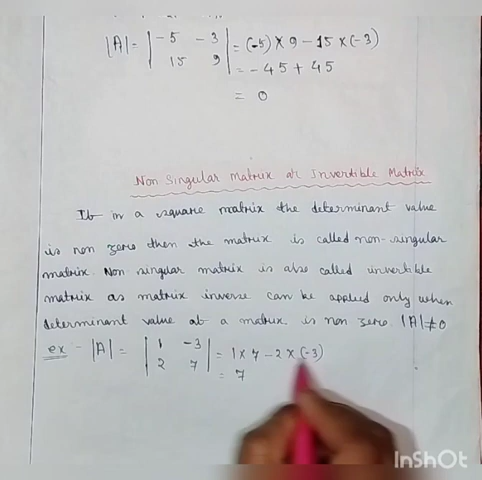 |A| = | -5 -3 | = (-5) × 9 - 15 × (-3)
15 9 | = - 45 + 45
= 0
Non Singular Matrix or Invertible Matrix
If in a square matrix the determinant value
is non zero then the matrix is called non-singular
matrix. Non singular matrix is also called invertible
matrix as matrix inverse can be applied only when
determinant value of a matrix is non zero. |A| ≠ 0
ex - |A| = | 1 -3 | = 1 × 7 - 2 × (-3)
2 7 | = 7
InShOt